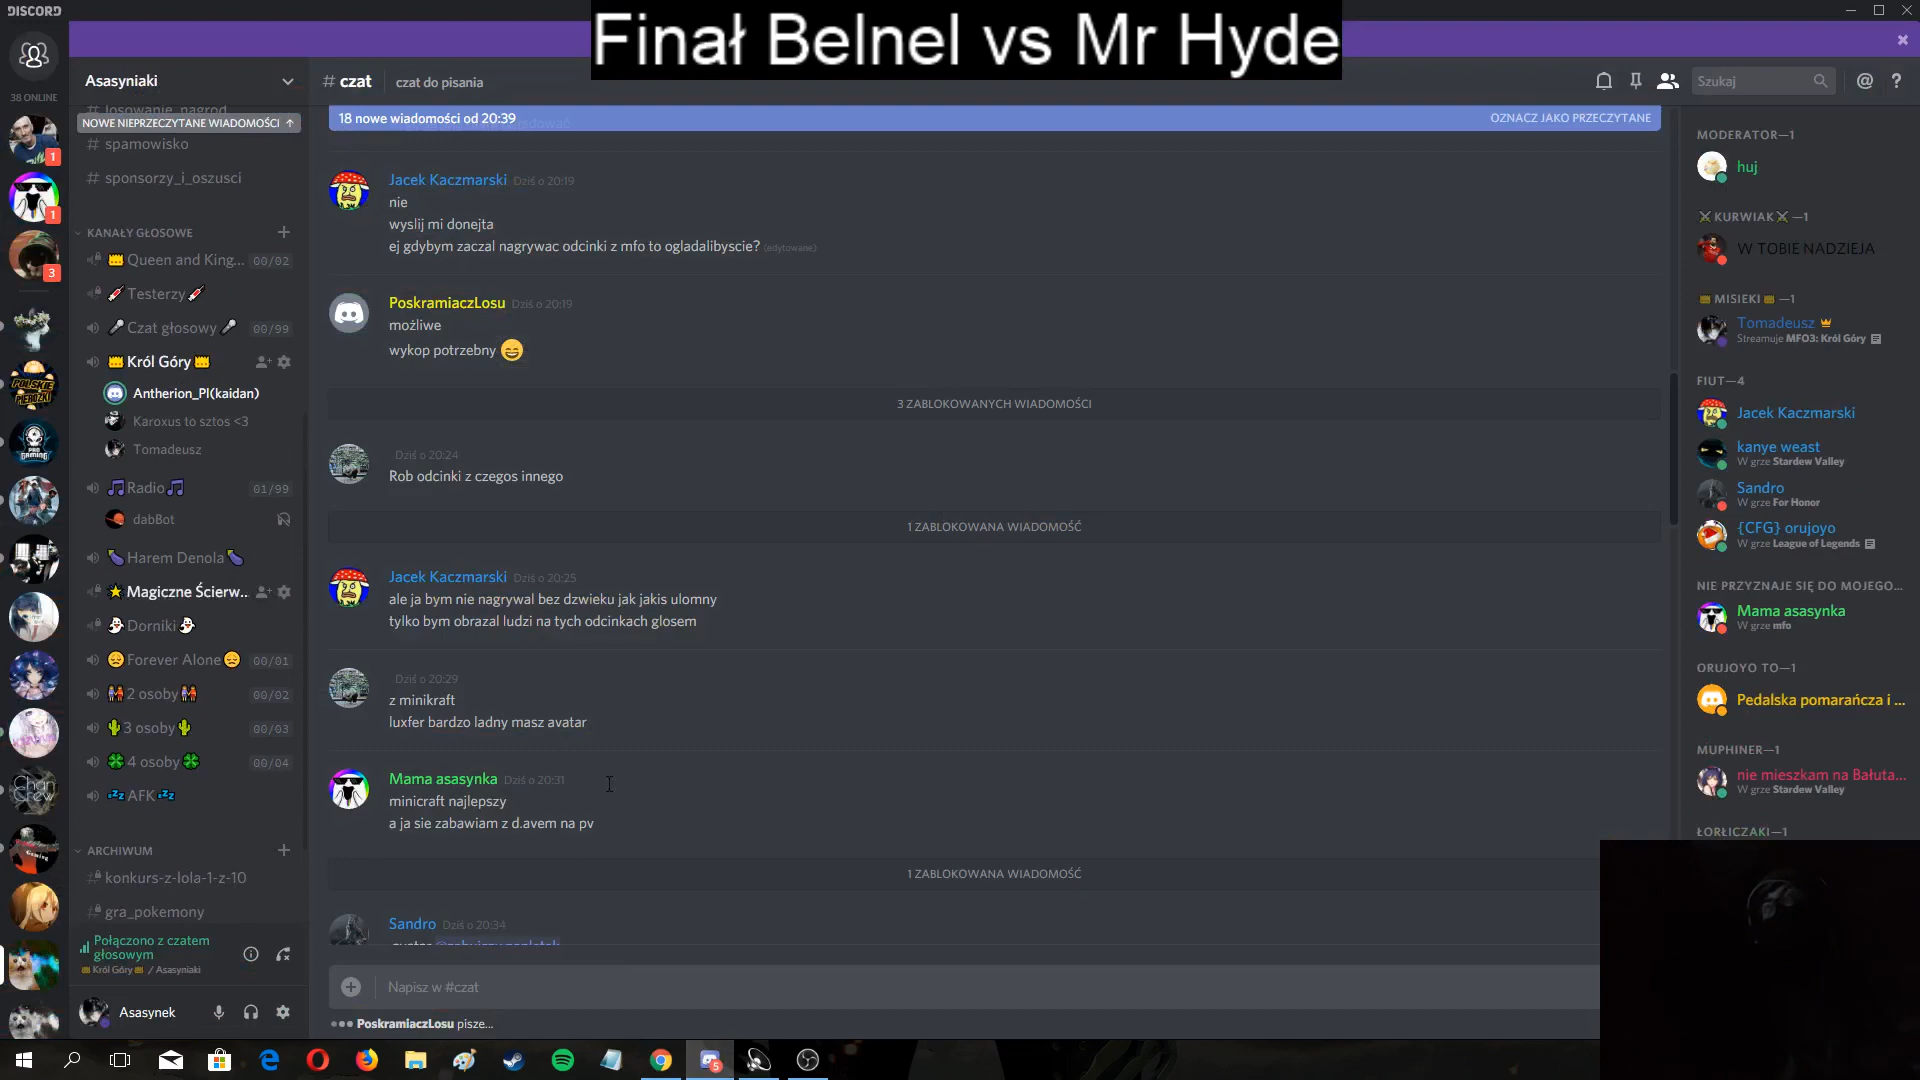 DISCORD
Finał Belnel vs Mr Hyde
38 ONLINE
1
1
3
Asasyniaki
losowanie_nagrod
NOWE NIEPRZECZYTANE WIADOMOŚCI ↑
# spamowisko
# sponsorzy_i_oszusci
KANAŁY GŁOSOWE
Queen and King... 00/02
Testerzy
Czat głosowy 00/99
Król Góry
Antherion_Pl(kaidan)
Karoxus to sztos <3
Tomadeusz
Radio 01/99
dabBot
Harem Denola
Magiczne Ścierw...
Dorniki
Forever Alone 00/01
2 osoby 00/02
3 osoby 00/03
4 osoby 00/04
AFK
ARCHIWUM
konkurs-z-lola-1-z-10
gra_pokemony
Połączono z czatem
głosowym
Król Góry / Asasyniaki
Asasynek
# czat czat do pisania
Szukaj
18 nowe wiadomości od 20:39 OZNACZ JAKO PRZECZYTANE
Jacek Kaczmarski Dziś o 20:19
nie
wyslij mi donejta
ej gdybym zaczal nagrywac odcinki z mfo to ogladalibyscie? (edytowane)
PoskramiaczLosu Dziś o 20:19
możliwe
wykop potrzebny 😄
3 ZABLOKOWANYCH WIADOMOŚCI
Dziś o 20:24
Rob odcinki z czegos innego
1 ZABLOKOWANA WIADOMOŚĆ
Jacek Kaczmarski Dziś o 20:25
ale ja bym nie nagrywal bez dzwieku jak jakis ulomny
tylko bym obrazal ludzi na tych odcinkach glosem
Dziś o 20:29
z minikraft
luxfer bardzo ladny masz avatar
Mama asasynka Dziś o 20:31
minicraft najlepszy
a ja sie zabawiam z d.avem na pv
1 ZABLOKOWANA WIADOMOŚĆ
Sandro Dziś o 20:34
Napisz w #czat
PoskramiaczLosu pisze...
MODERATOR—1
huj
KURWIAK —1
W TOBIE NADZIEJA
MISIEKI —1
Tomadeusz
Streamuje MFO3: Król Góry
FIUT—4
Jacek Kaczmarski
kanye weast
W grze Stardew Valley
Sandro
W grze For Honor
{CFG} orujoyo
W grze League of Legends
NIE PRZYZNAJE SIĘ DO MOJEGO...
Mama asasynka
W grze mfo
ORUJOYO TO—1
Pedalska pomarańcza i ...
MUPHINER—1
nie mieszkam na Bałuta...
W grze Stardew Valley
ŁORŁICZAKI—1
5